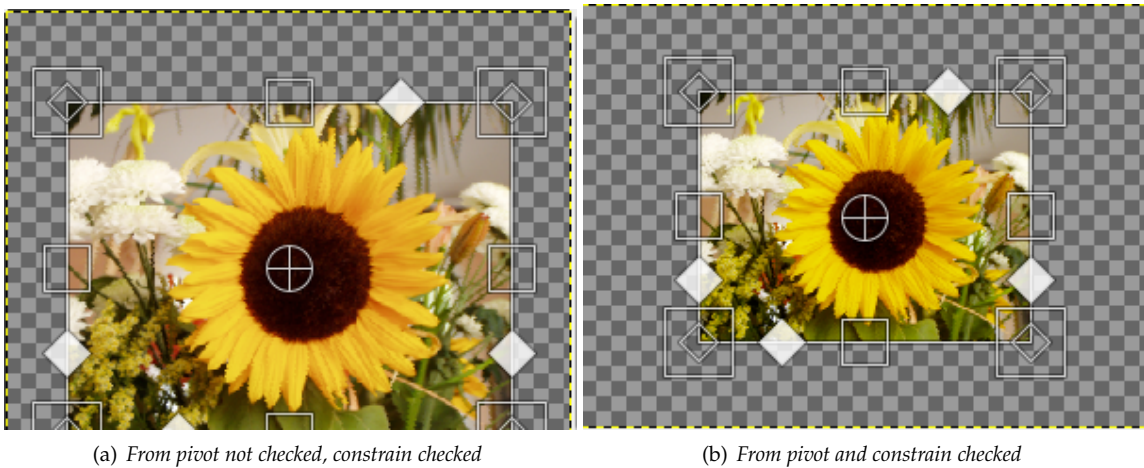 (a) From pivot not checked, constrain checked
(b) From pivot and constrain checked